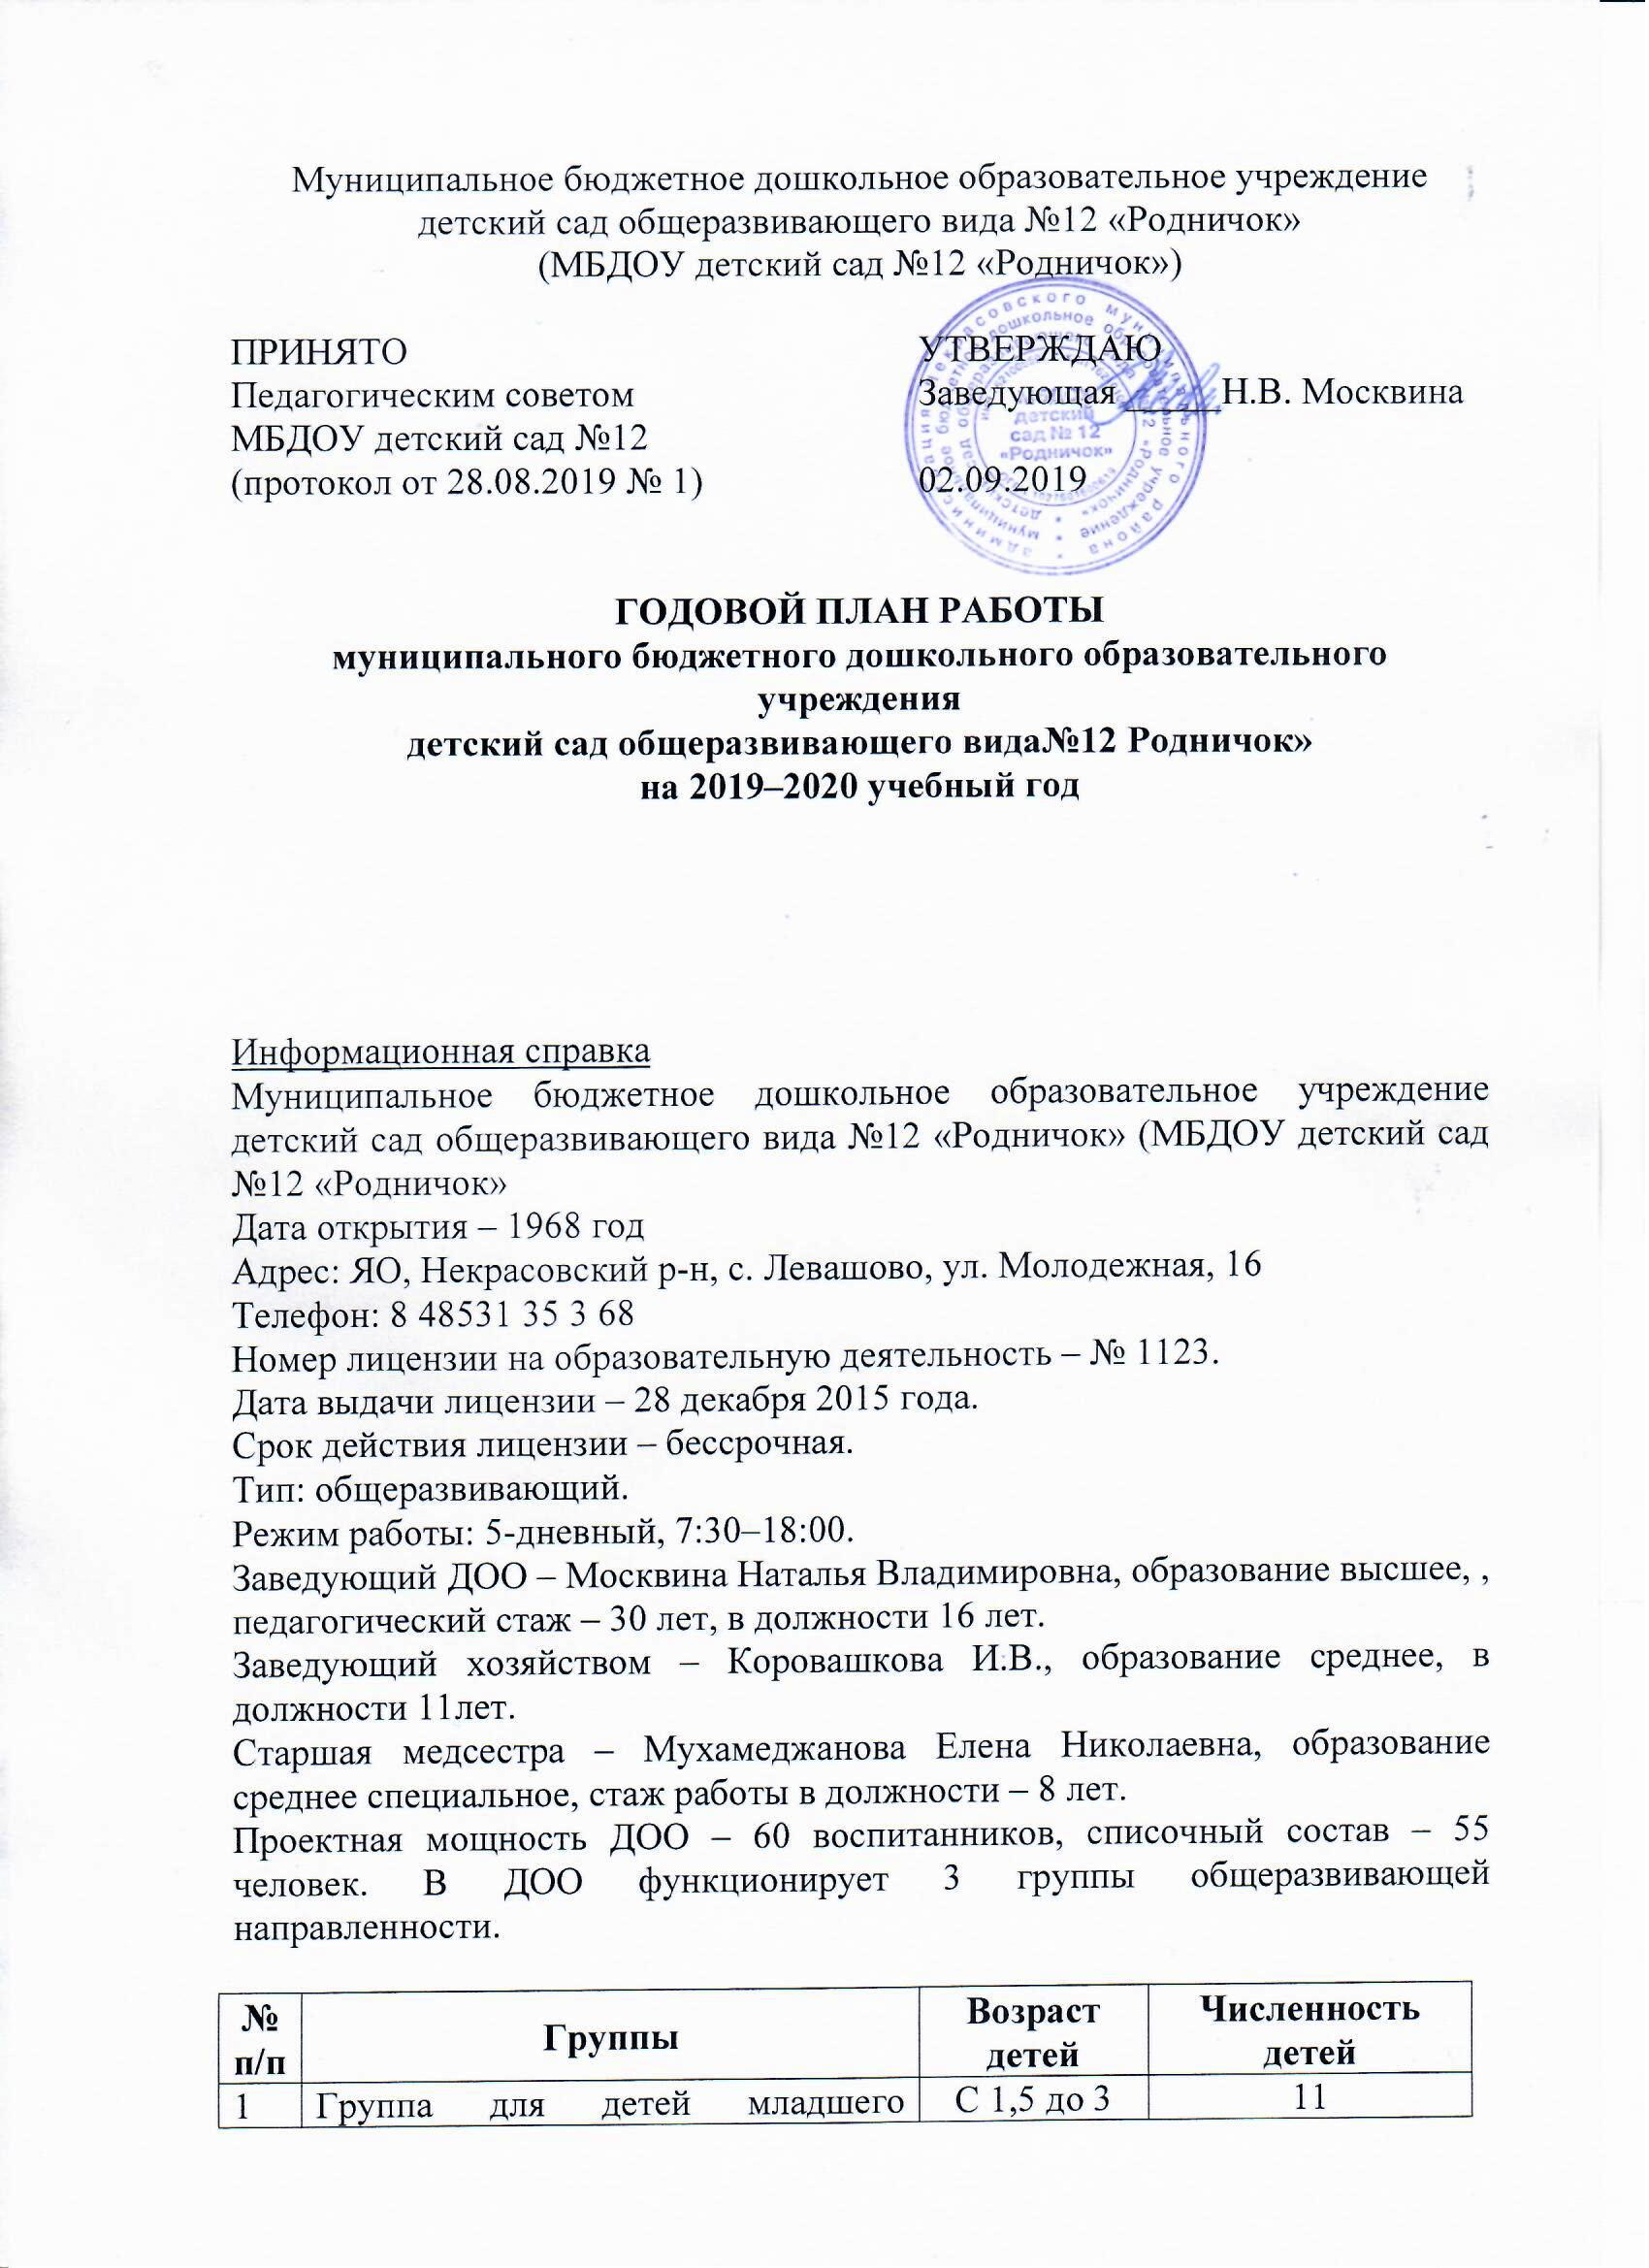 Муниципальное бюджетное дошкольное образовательное учреждение
детский сад общеразвивающего вида №12 «Родничок»
(МБДОУ детский сад №12 «Родничок»)
ПРИНЯТО
Педагогическим советом
МБДОУ детский сад №12
(протокол от 28.08.2019 № 1)
УТВЕРЖДАЮ
Заведующая _____Н.В. Москвина
02.09.2019
детский
сад № 12
«Родничок»
ГОДОВОЙ ПЛАН РАБОТЫ
муниципального бюджетного дошкольного образовательного
учреждения
детский сад общеразвивающего вида№12 Родничок»
на 2019–2020 учебный год
Информационная справка
Муниципальное бюджетное дошкольное образовательное учреждение
детский сад общеразвивающего вида №12 «Родничок» (МБДОУ детский сад
№12 «Родничок»
Дата открытия – 1968 год
Адрес: ЯО, Некрасовский р-н, с. Левашово, ул. Молодежная, 16
Телефон: 8 48531 35 3 68
Номер лицензии на образовательную деятельность – № 1123.
Дата выдачи лицензии – 28 декабря 2015 года.
Срок действия лицензии – бессрочная.
Тип: общеразвивающий.
Режим работы: 5-дневный, 7:30–18:00.
Заведующий ДОО – Москвина Наталья Владимировна, образование высшее, ,
педагогический стаж – 30 лет, в должности 16 лет.
Заведующий хозяйством – Коровашкова И.В., образование среднее, в
должности 11лет.
Старшая медсестра – Мухамеджанова Елена Николаевна, образование
среднее специальное, стаж работы в должности – 8 лет.
Проектная мощность ДОО – 60 воспитанников, списочный состав – 55
человек. В ДОО функционирует 3 группы общеразвивающей
направленности.
№ п/п Группы Возраст детей Численность детей
1 Группа для детей младшего С 1,5 до 3 11